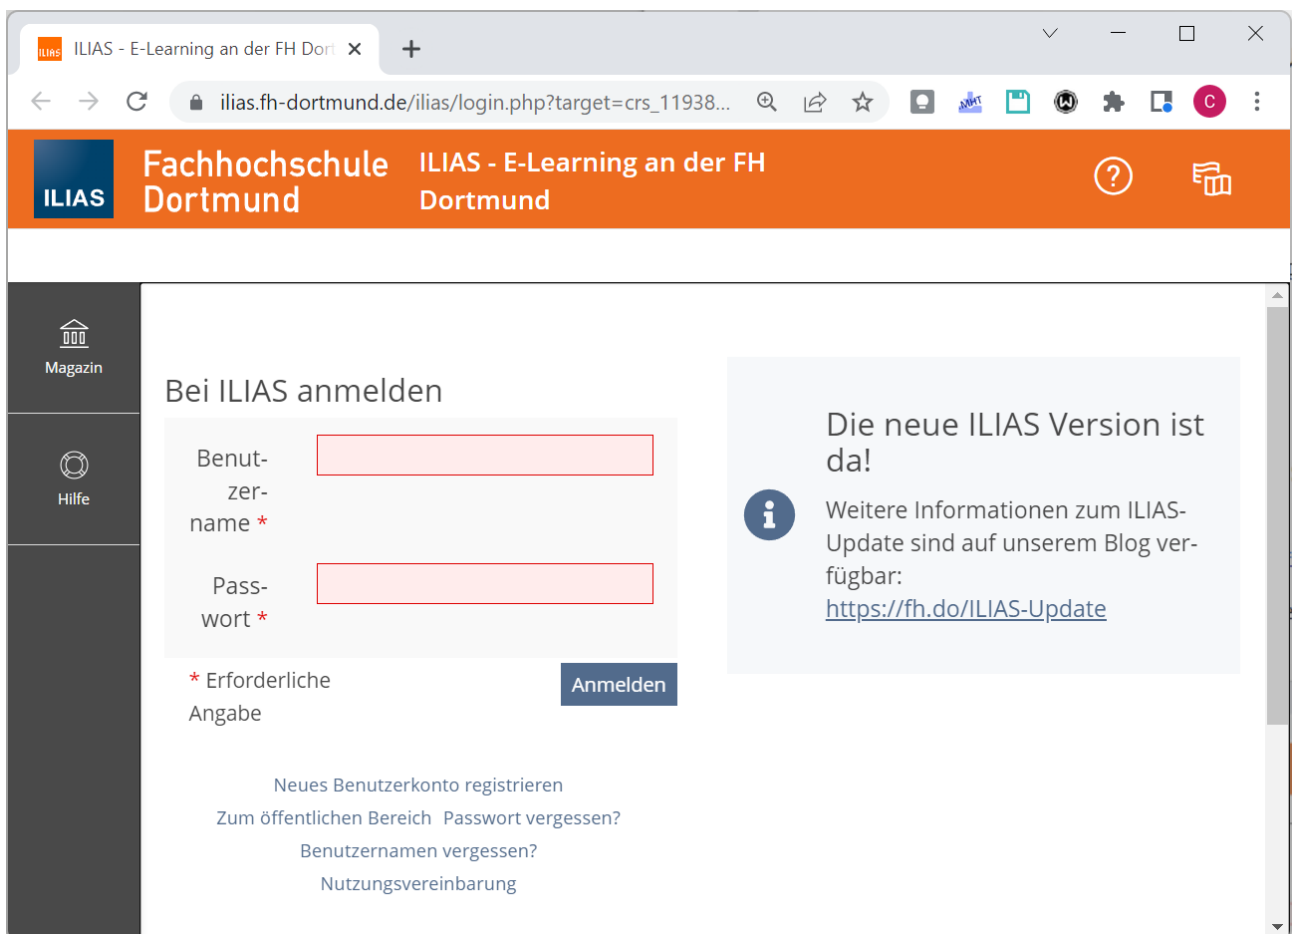 ILIAS - E-Learning an der FH Dort
ilias.fh-dortmund.de/ilias/login.php?target=crs_11938...
C
ILIAS
Fachhochschule
Dortmund
ILIAS - E-Learning an der FH
Dortmund
Magazin
Hilfe
Bei ILIAS anmelden
Benut-
zer-
name *
Pass-
wort *
* Erforderliche
Angabe
Anmelden
Neues Benutzerkonto registrieren
Zum öffentlichen Bereich Passwort vergessen?
Benutzernamen vergessen?
Nutzungsvereinbarung
Die neue ILIAS Version ist
da!
Weitere Informationen zum ILIAS-
Update sind auf unserem Blog ver-
fügbar:
https://fh.do/ILIAS-Update